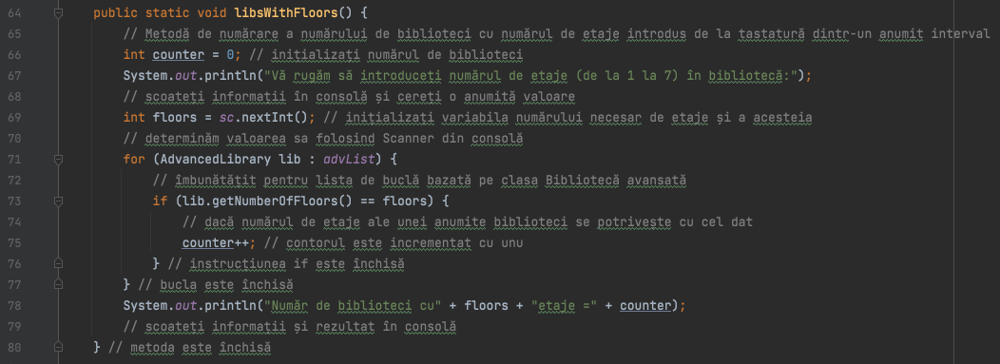 64 public static void libsWithFloors() {
65 // Metodă de numărare a numărului de biblioteci cu numărul de etaje introdus de la tastatură dintr-un anumit interval
66 int counter = 0; // initializați numărul de biblioteci
67 System.out.println("Vă rugăm să introduceți numărul de etaje (de la 1 la 7) în bibliotecă:");
68 // scoateți informații în consolă și cereți o anumită valoare
69 int floors = sc.nextInt(); // inițializați variabila numărului necesar de etaje și a acesteia
70 // determinăm valoarea sa folosind Scanner din consolă
71 for (AdvancedLibrary lib : advList) {
72 // îmbunătățit pentru lista de buclă bazată pe clasa Bibliotecă avansată
73 if (lib.getNumberOfFloors() == floors) {
74 // dacă numărul de etaje ale unei anumite biblioteci se potrivește cu cel dat
75 counter++; // contorul este incrementat cu unu
76 } // instrucțiunea if este închisă
77 } // bucla este închisă
78 System.out.println("Număr de biblioteci cu" + floors + "etaje =" + counter);
79 // scoateți informații și rezultat în consolă
80 } // metoda este închisă